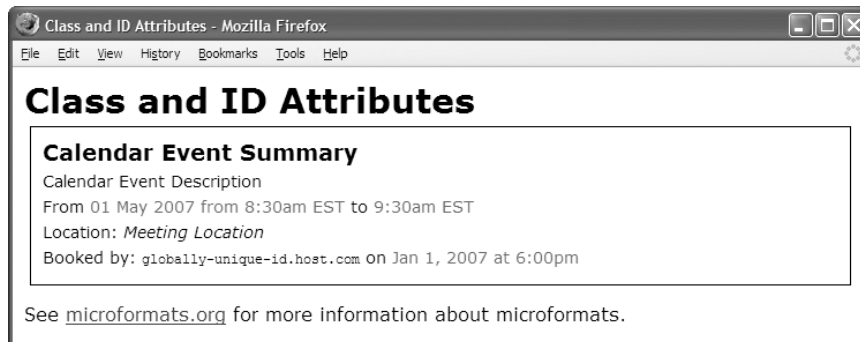 Class and ID Attributes - Mozilla Firefox
File Edit View History Bookmarks Tools Help
Class and ID Attributes
Calendar Event Summary
Calendar Event Description
From 01 May 2007 from 8:30am EST to 9:30am EST
Location: Meeting Location
Booked by: globally-unique-id.host.com on Jan 1, 2007 at 6:00pm
See microformats.org for more information about microformats.